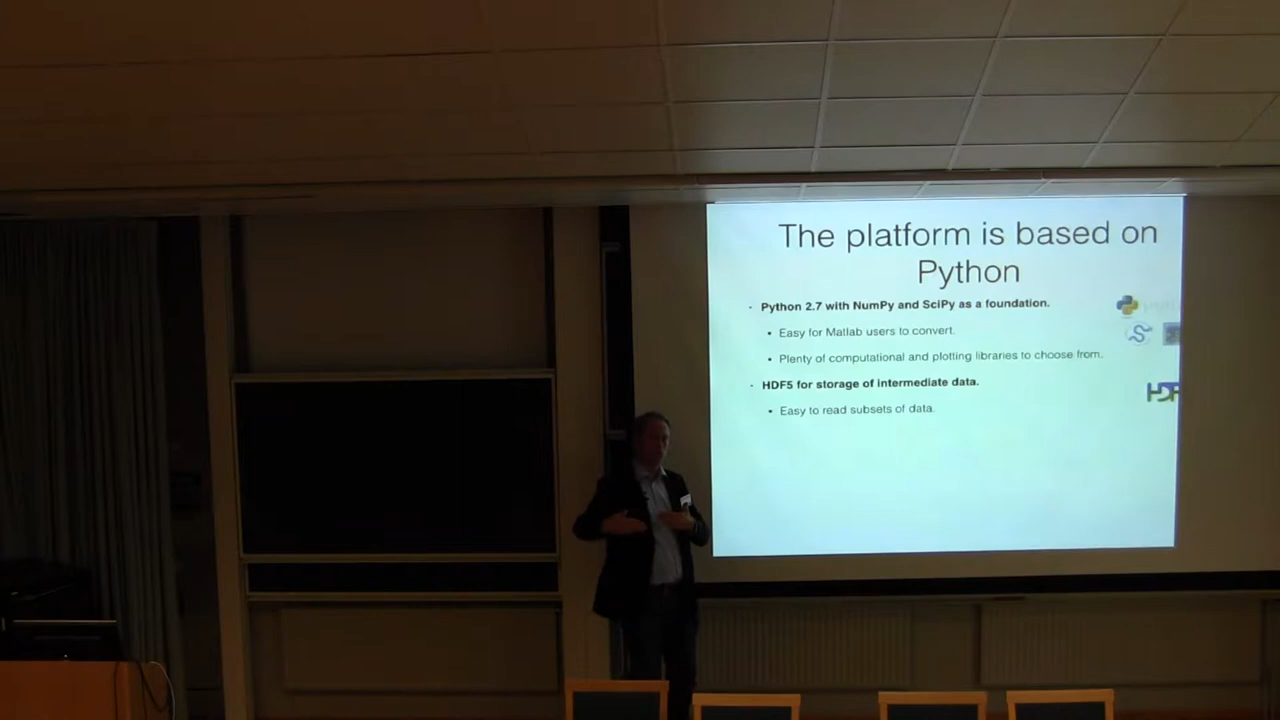 The platform is based on
Python
· Python 2.7 with NumPy and SciPy as a foundation.
• Easy for Matlab users to convert.
• Plenty of computational and plotting libraries to choose from.
· HDF5 for storage of intermediate data.
• Easy to read subsets of data.
HDF